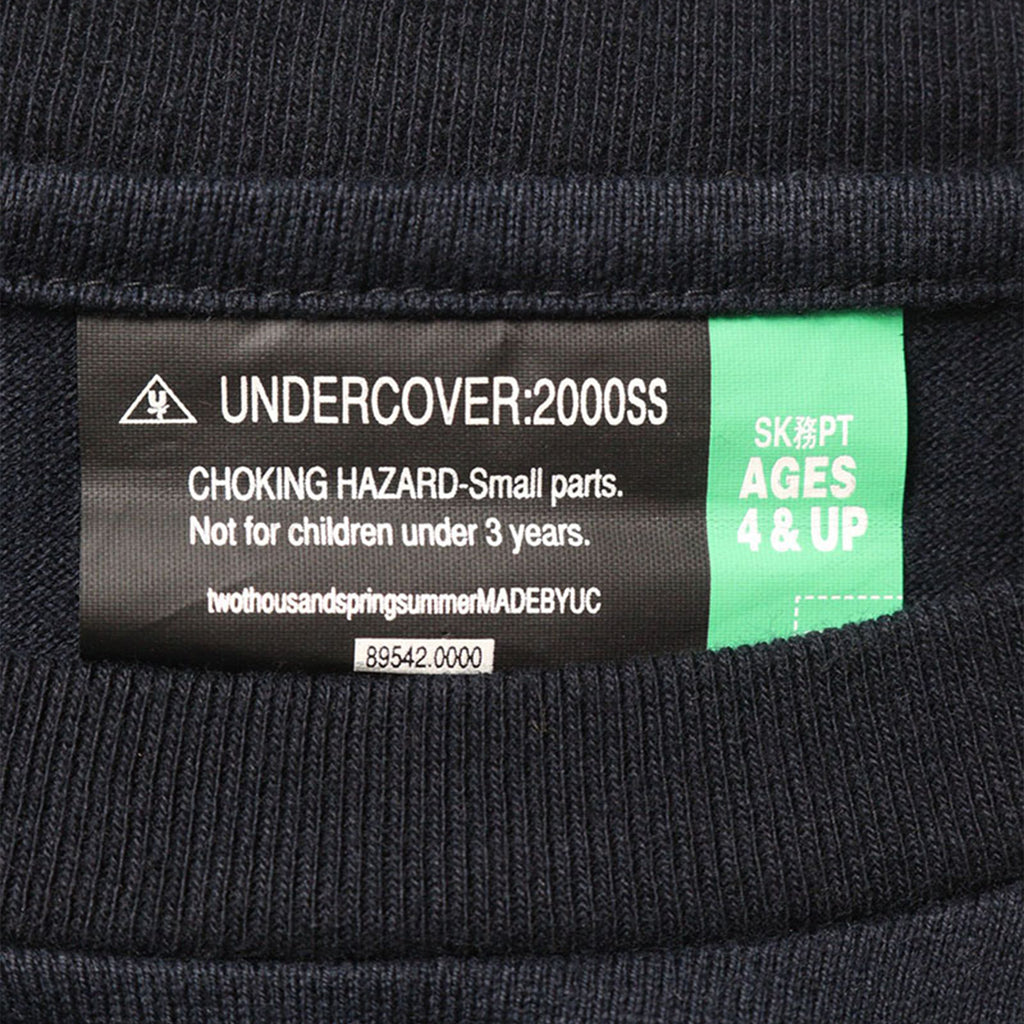 UNDERCOVER:2000SS
CHOKING HAZARD-Small parts.
Not for children under 3 years.
twothousandspringsummerMADEBYUC
89542.0000
SK務PT
AGES
4 & UP